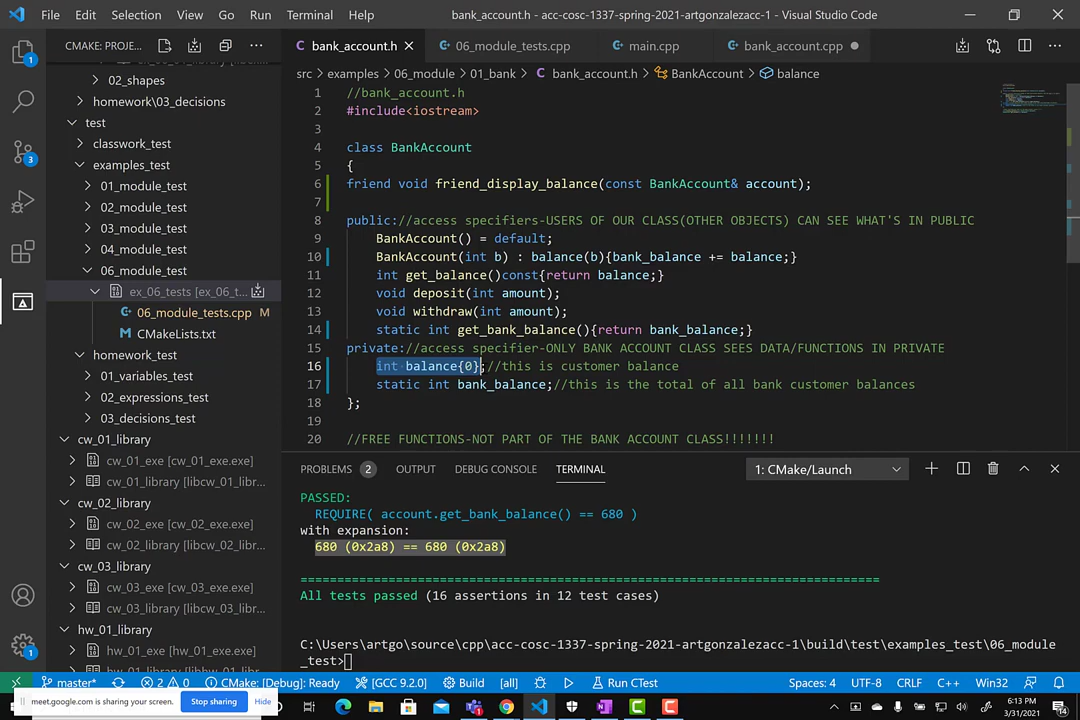 File Edit Selection View Go Run Terminal Help
bank_account.h - acc-cosc-1337-spring-2021-artgonzalezacc-1 - Visual Studio Code
CMAKE: PROJE...
bank_account.h
06_module_tests.cpp
main.cpp
bank_account.cpp
src > examples > 06_module > 01_bank > bank_account.h > BankAccount > balance
02_shapes
homework\03_decisions
test
classwork_test
examples_test
01_module_test
02_module_test
03_module_test
04_module_test
06_module_test
ex_06_tests [ex_06_t...
06_module_tests.cpp M
CMakeLists.txt
homework_test
01_variables_test
02_expressions_test
03_decisions_test
cw_01_library
cw_01_exe [cw_01_exe.exe]
cw_01_library [libcw_01_libr...
cw_02_library
cw_02_exe [cw_02_exe.exe]
cw_02_library [libcw_02_libr...
cw_03_library
cw_03_exe [cw_03_exe.exe]
cw_03_library [libcw_03_libr...
hw_01_library
hw_01_exe [hw_01_exe.exe]
1 //bank_account.h
2 #include<iostream>
3
4 class BankAccount
5 {
6 friend void friend_display_balance(const BankAccount& account);
7
8 public://access specifiers-USERS OF OUR CLASS(OTHER OBJECTS) CAN SEE WHAT'S IN PUBLIC
9 BankAccount() = default;
10 BankAccount(int b) : balance(b){bank_balance += balance;}
11 int get_balance()const{return balance;}
12 void deposit(int amount);
13 void withdraw(int amount);
14 static int get_bank_balance(){return bank_balance;}
15 private://access specifier-ONLY BANK ACCOUNT CLASS SEES DATA/FUNCTIONS IN PRIVATE
16 int balance{0};//this is customer balance
17 static int bank_balance;//this is the total of all bank customer balances
18 };
19
20 //FREE FUNCTIONS-NOT PART OF THE BANK ACCOUNT CLASS!!!!!!!
PROBLEMS 2 OUTPUT DEBUG CONSOLE TERMINAL 1: CMake/Launch
PASSED:
REQUIRE( account.get_bank_balance() == 680 )
with expansion:
680 (0x2a8) == 680 (0x2a8)
===============================================================================
All tests passed (16 assertions in 12 test cases)
C:\Users\artgo\source\cpp\acc-cosc-1337-spring-2021-artgonzalezacc-1\build\test\examples_test\06_module
_test>
master* 2 0 CMake: [Debug]: Ready [GCC 9.2.0] Build [all] Run CTest Spaces: 4 UTF-8 CRLF C++ Win32
meet.google.com is sharing your screen. Stop sharing Hide
6:13 PM
3/31/2021
14